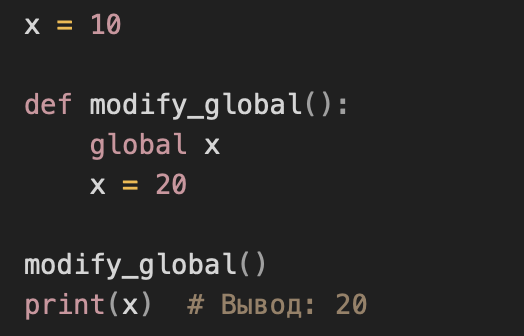 x = 10
def modify_global():
    global x
    x = 20
modify_global()
print(x)  # Вывод: 20